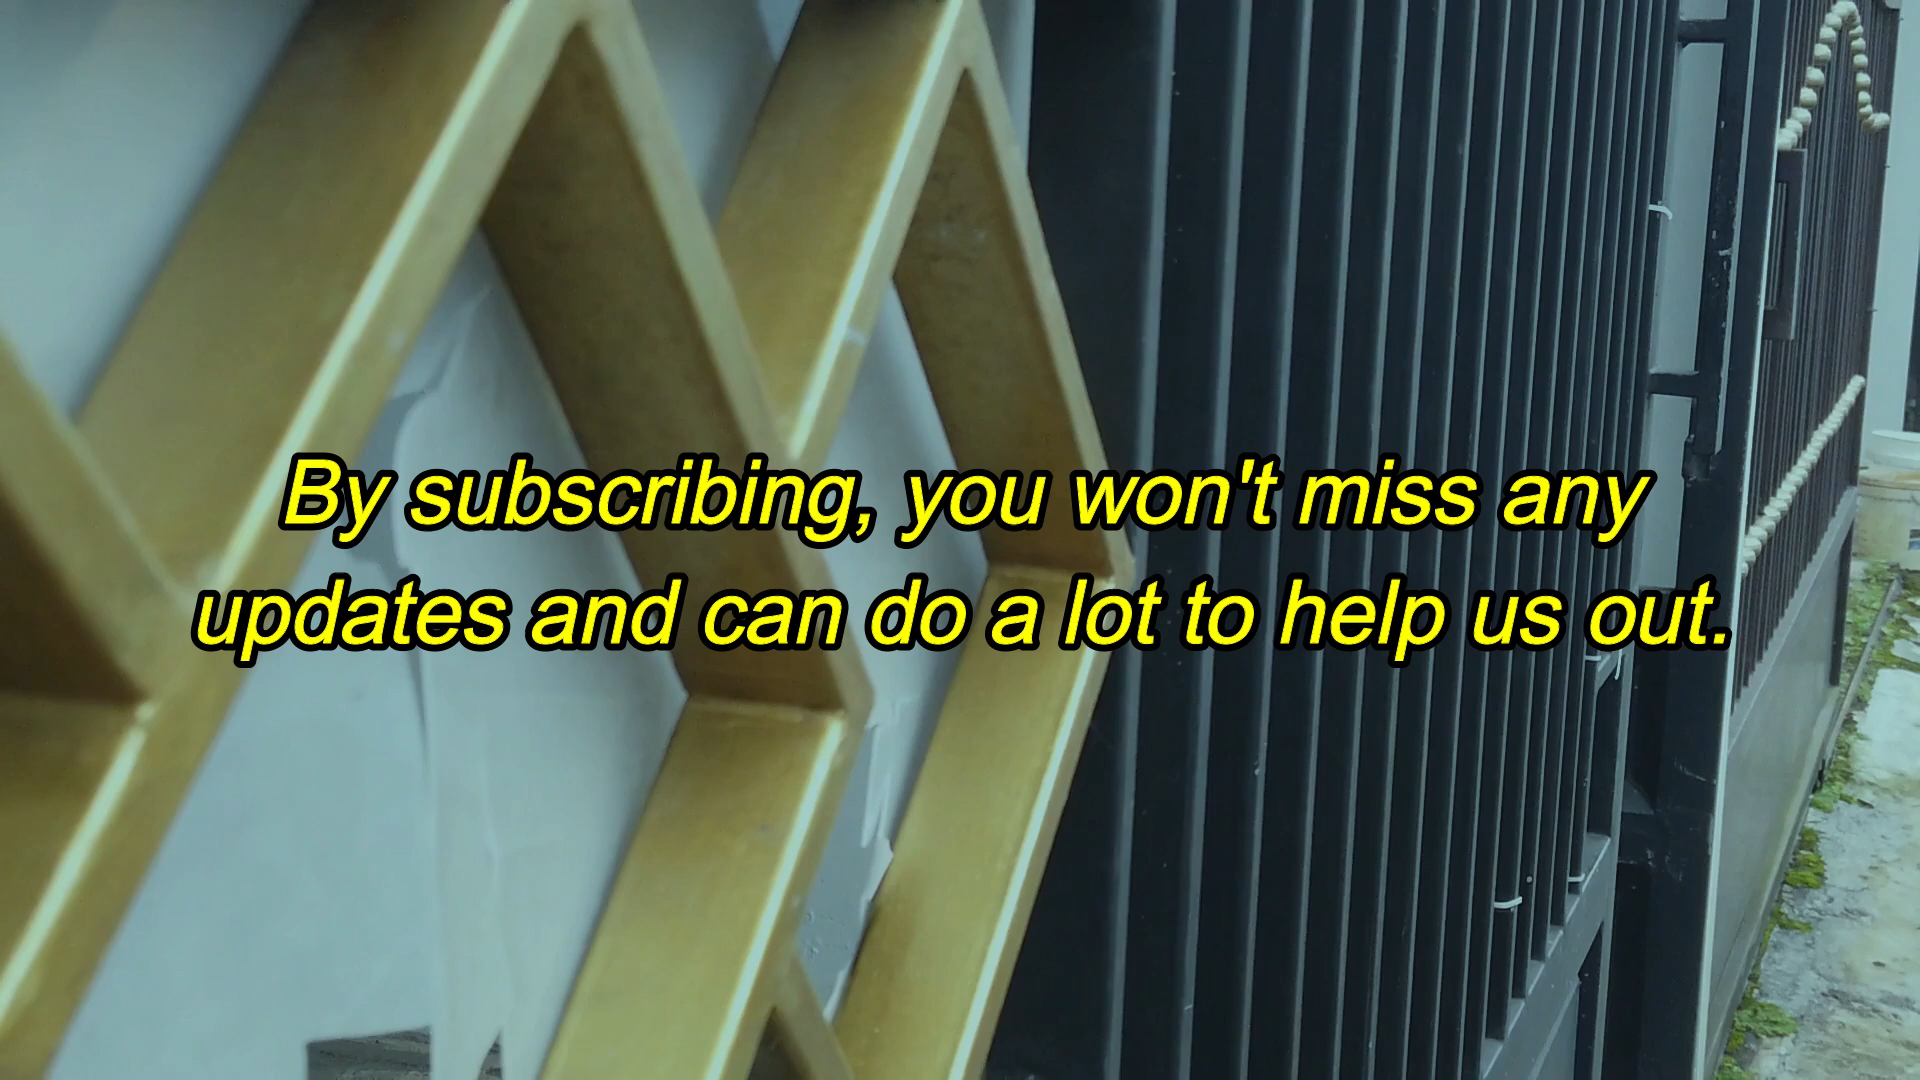 By subscribing, you won't miss any
updates and can do a lot to help us out.